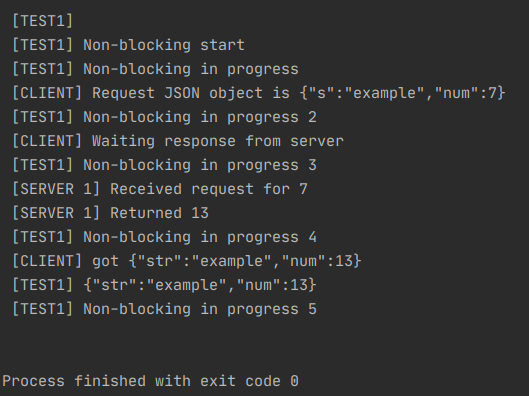 [TEST1]
[TEST1] Non-blocking start
[TEST1] Non-blocking in progress
[CLIENT] Request JSON object is {"s":"example","num":7}
[TEST1] Non-blocking in progress 2
[CLIENT] Waiting response from server
[TEST1] Non-blocking in progress 3
[SERVER 1] Received request for 7
[SERVER 1] Returned 13
[TEST1] Non-blocking in progress 4
[CLIENT] got {"str":"example","num":13}
[TEST1] {"str":"example","num":13}
[TEST1] Non-blocking in progress 5
Process finished with exit code 0